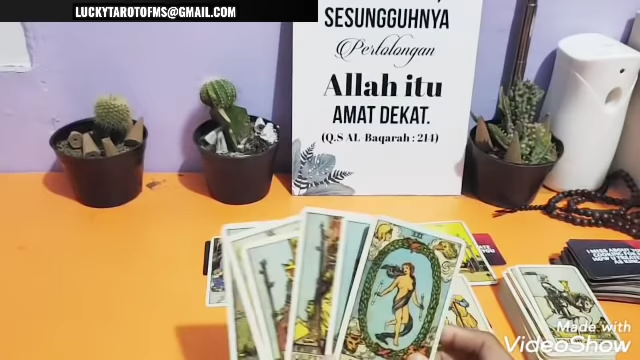 LUCKYTAROTOFMS@GMAIL.COM
SESUNGGUHNYA
Pertolongan
Allah itu
AMAT DEKAT.
(Q.S AL-Baqarah : 214)
XXI
Made with
VideoShow